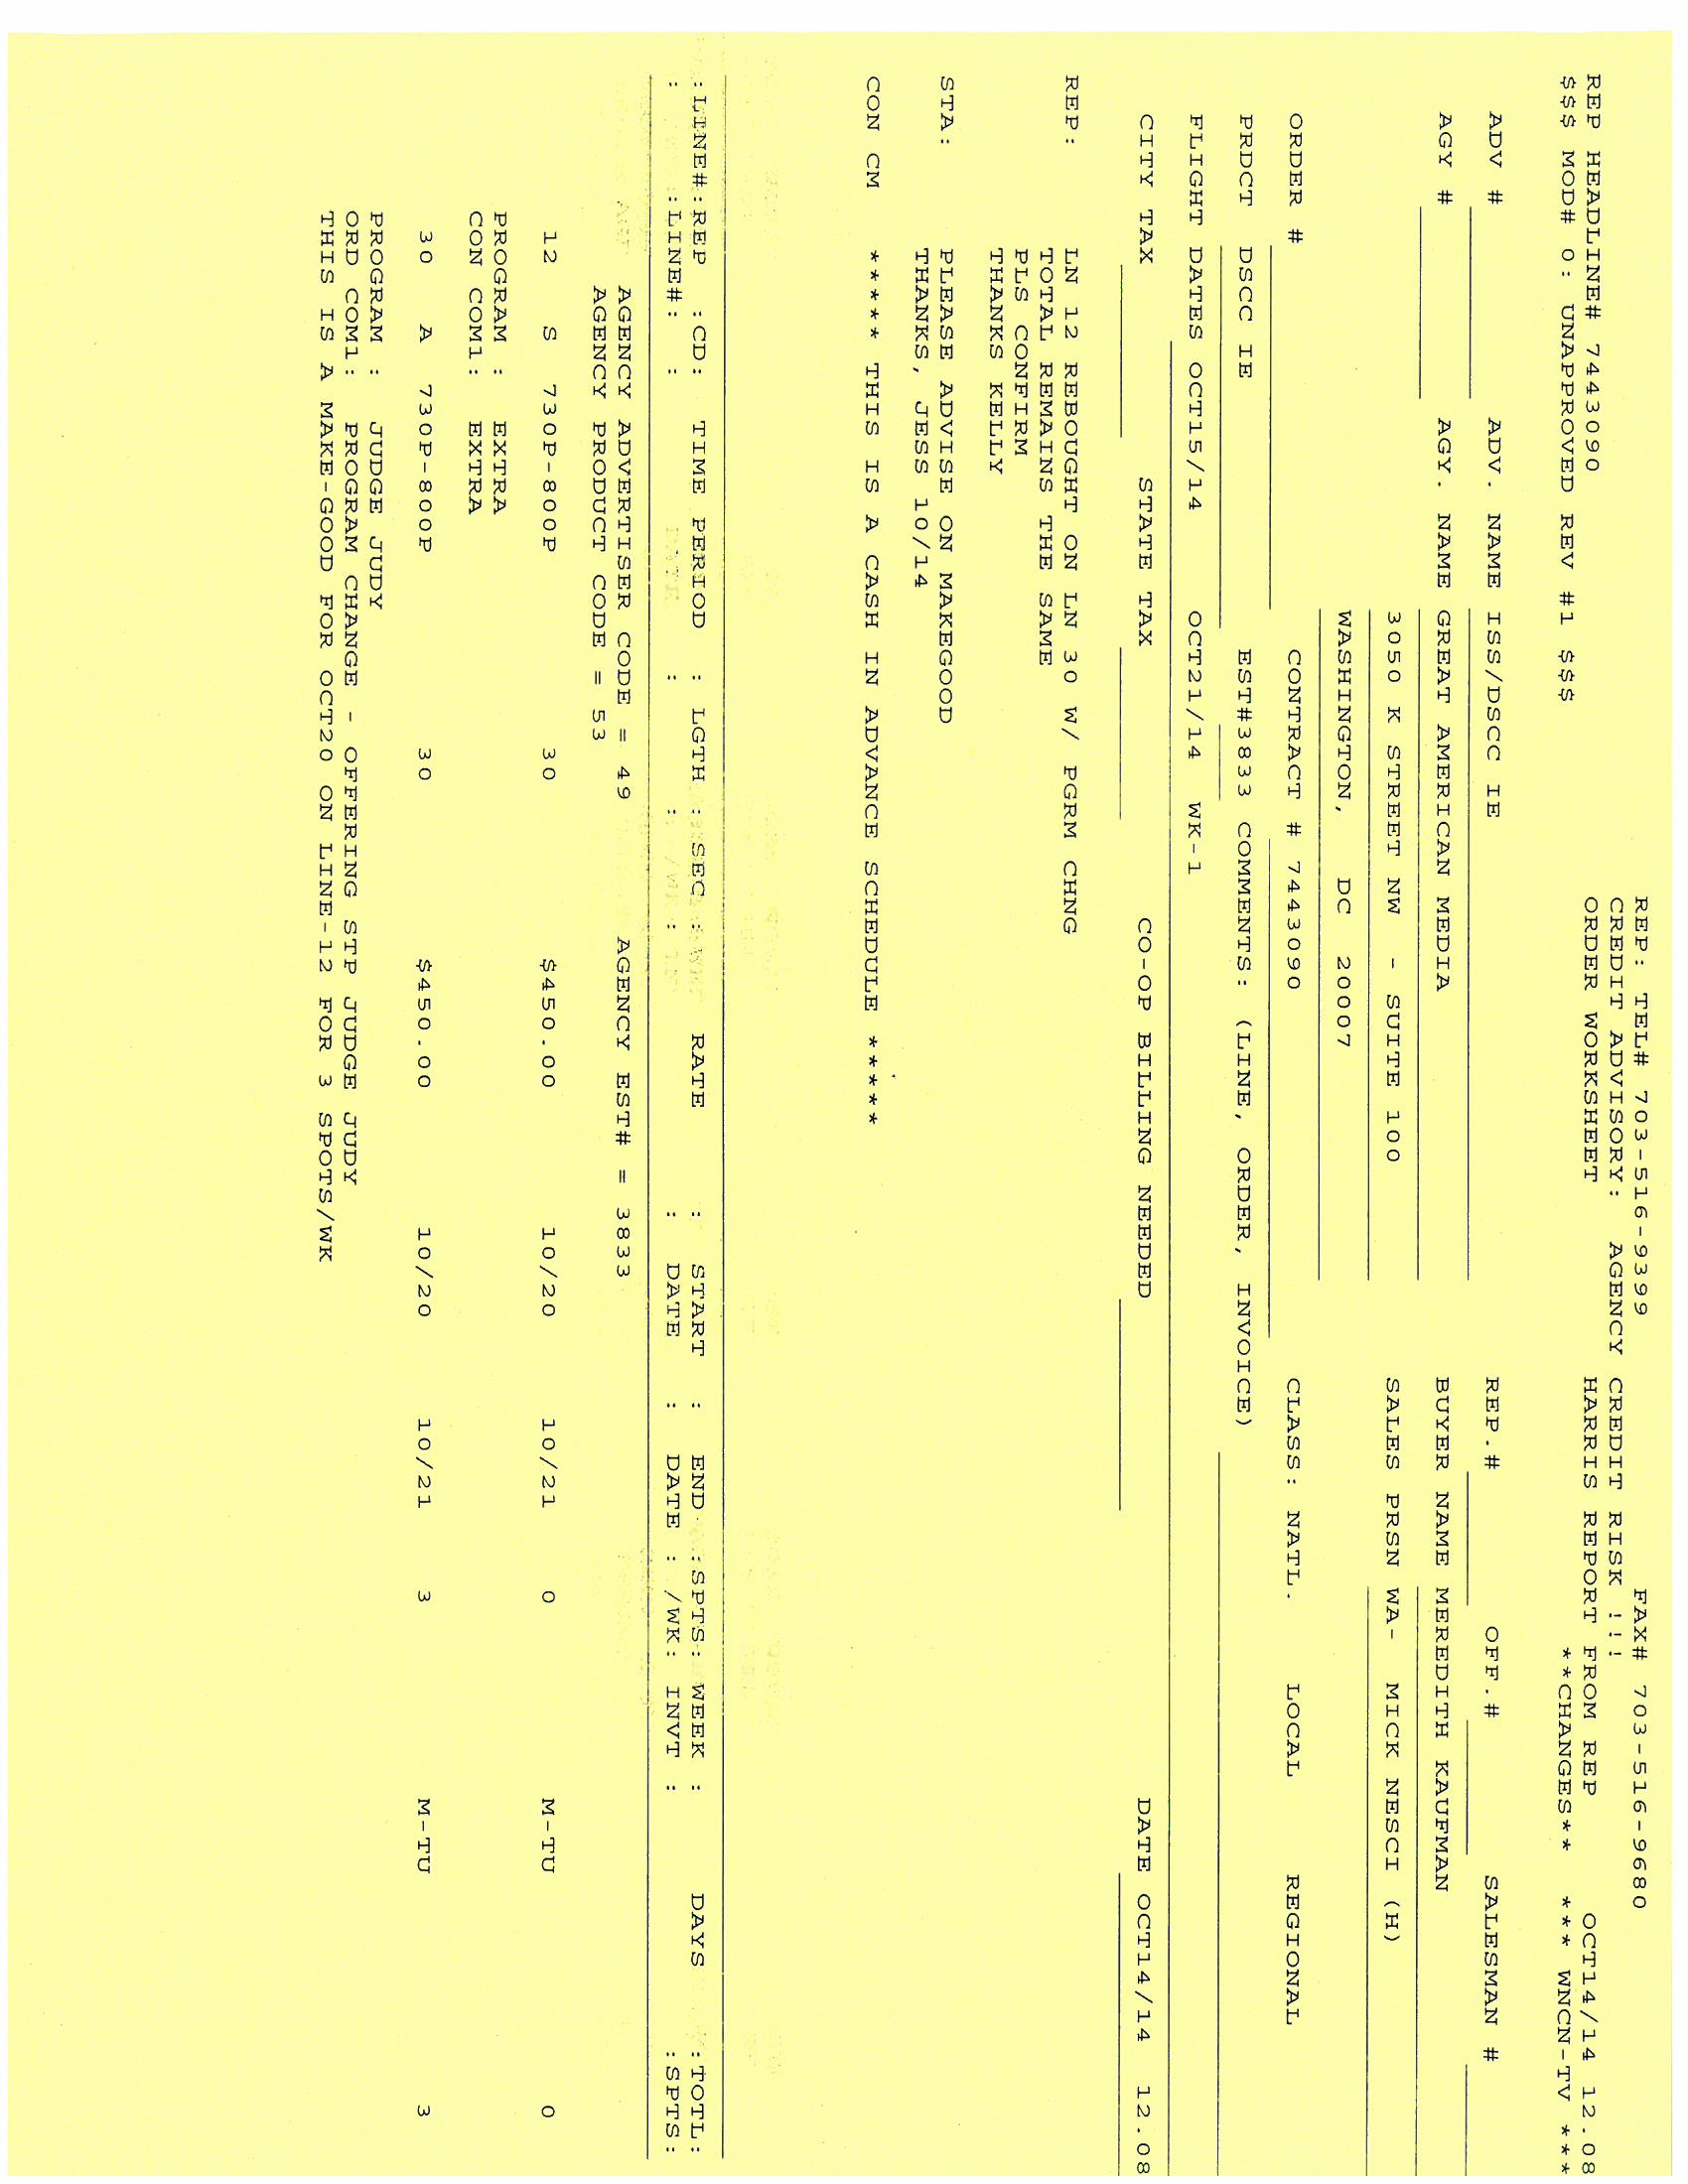 REP: TEL# 703-516-9399 FAX# 703-516-9680
CREDIT ADVISORY: AGENCY CREDIT RISK !!!
REP HEADLINE# 7443090 ORDER WORKSHEET HARRIS REPORT FROM REP OCT14/14 12.08
$$$ MOD# 0: UNAPPROVED REV #1 $$$ **CHANGES** *** WNCN-TV ***
ADV # ADV. NAME ISS/DSCC IE REP.# OFF.# SALESMAN #
AGY # AGY. NAME GREAT AMERICAN MEDIA BUYER NAME MEREDITH KAUFMAN
3050 K STREET NW - SUITE 100 SALES PRSN WA- MICK NESCI (H)
WASHINGTON, DC 20007
ORDER # CONTRACT # 7443090 CLASS: NATL. LOCAL REGIONAL
PRDCT DSCC IE EST#3833 COMMENTS: (LINE, ORDER, INVOICE)
FLIGHT DATES OCT15/14 OCT21/14 WK-1
CITY TAX STATE TAX CO-OP BILLING NEEDED DATE OCT14/14 12.08
REP: LN 12 REBOUGHT ON LN 30 W/ PGRM CHNG
TOTAL REMAINS THE SAME
PLS CONFIRM
THANKS KELLY
STA: PLEASE ADVISE ON MAKEGOOD
THANKS, JESS 10/14
CON CM ***** THIS IS A CASH IN ADVANCE SCHEDULE *****
:LINE#:REP :CD: TIME PERIOD : LGTH :SEC : RATE : START : END :SPTS: WEEK : DAYS :TOTL:
: :LINE#: : : : : : DATE : DATE : /WK: INVT : :SPTS:
AGENCY ADVERTISER CODE = 49 AGENCY EST# = 3833
AGENCY PRODUCT CODE = 53
12 S 730P-800P 30 $450.00 10/20 10/21 0 M-TU 0
PROGRAM : EXTRA
CON COM1: EXTRA
30 A 730P-800P 30 $450.00 10/20 10/21 3 M-TU 3
PROGRAM : JUDGE JUDY
ORD COM1: PROGRAM CHANGE - OFFERING STP JUDGE JUDY
THIS IS A MAKE-GOOD FOR OCT20 ON LINE-12 FOR 3 SPOTS/WK